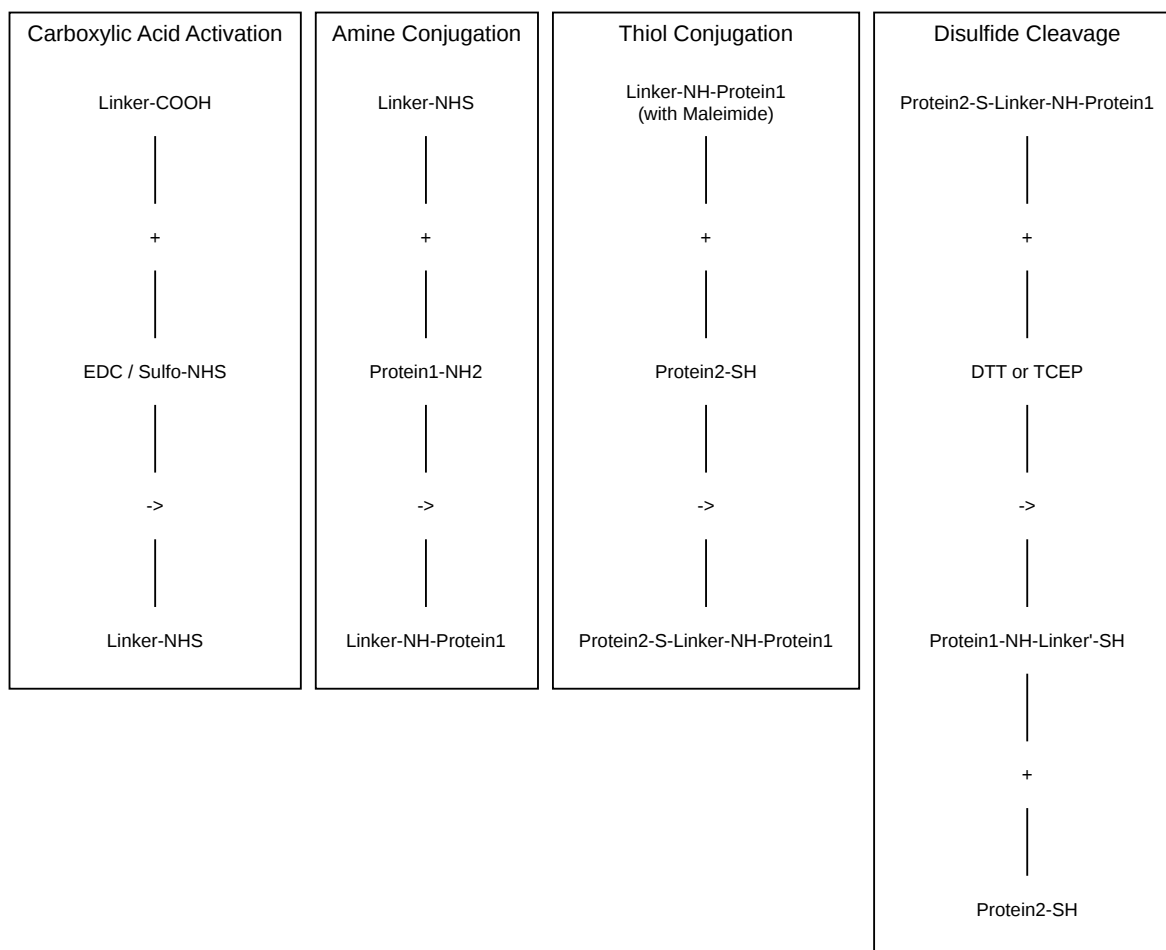 Carboxylic Acid Activation
Linker-COOH
+
EDC / Sulfo-NHS
->
Linker-NHS
Amine Conjugation
Linker-NHS
+
Protein1-NH2
->
Linker-NH-Protein1
Thiol Conjugation
Linker-NH-Protein1
(with Maleimide)
+
Protein2-SH
->
Protein2-S-Linker-NH-Protein1
Disulfide Cleavage
Protein2-S-Linker-NH-Protein1
+
DTT or TCEP
->
Protein1-NH-Linker'-SH
+
Protein2-SH